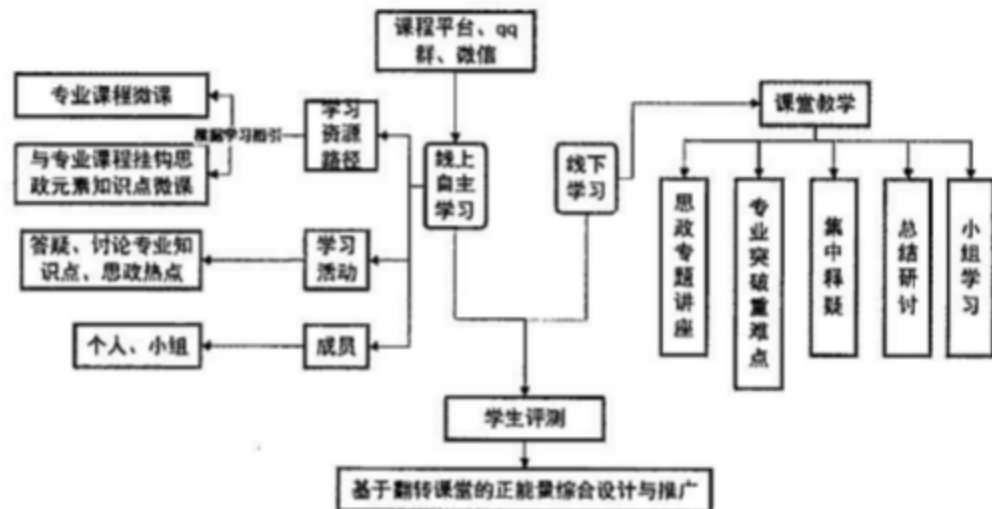 课程平台、qq
群、微信
专业课程微课
与专业课程挂钩思
政元素知识点微课
根据学习指引
学习
资源
路径
线上
自主
学习
线下
学习
课堂教学
答疑、讨论专业知
识点、思政热点
学习
活动
个人、小组
成员
思政专题讲座
专业突破重难点
集中释疑
总结研讨
小组学习
学生评测
基于翻转课堂的正能量综合设计与推广